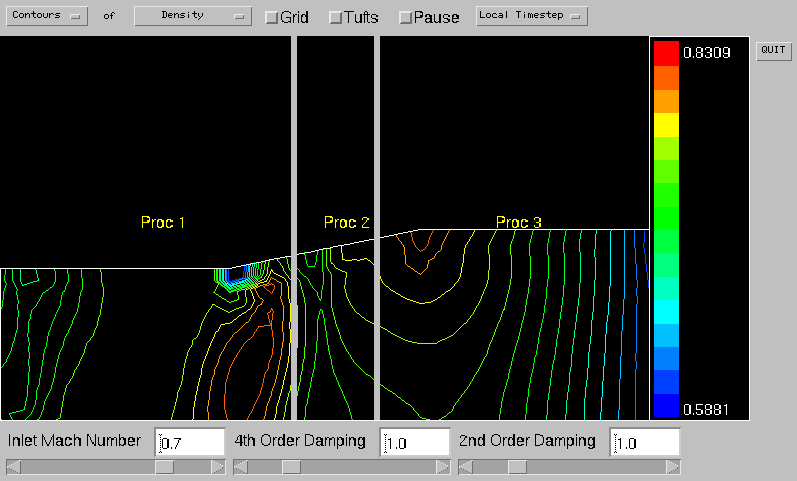 Contours of Density Grid Tufts Pause Local Timestep
QUIT
0.8309
Proc 1 Proc 2 Proc 3
0.5881
Inlet Mach Number 0.7 4th Order Damping 1.0 2nd Order Damping 1.0